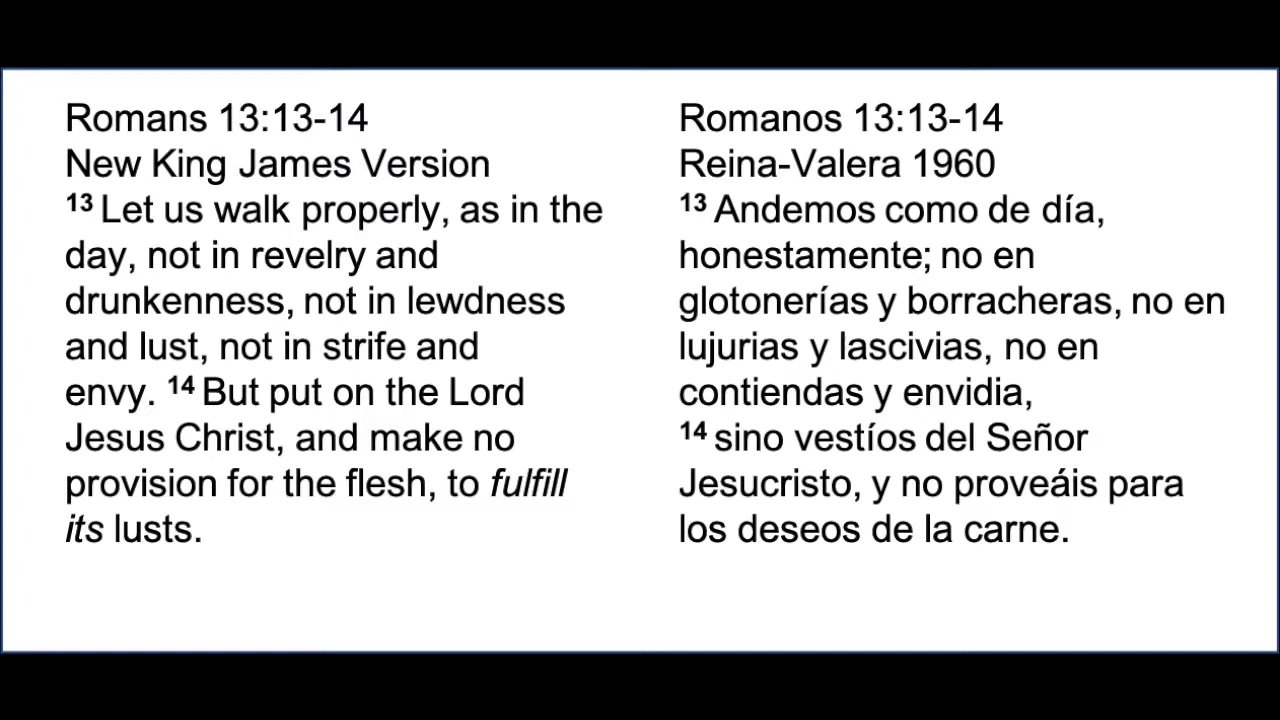 Romans 13:13-14
New King James Version
13 Let us walk properly, as in the
day, not in revelry and
drunkenness, not in lewdness
and lust, not in strife and
envy. 14 But put on the Lord
Jesus Christ, and make no
provision for the flesh, to fulfill
its lusts.
Romanos 13:13-14
Reina-Valera 1960
13 Andemos como de día,
honestamente; no en
glotonerías y borracheras, no en
lujurias y lascivias, no en
contiendas y envidia,
14 sino vestíos del Señor
Jesucristo, y no proveáis para
los deseos de la carne.